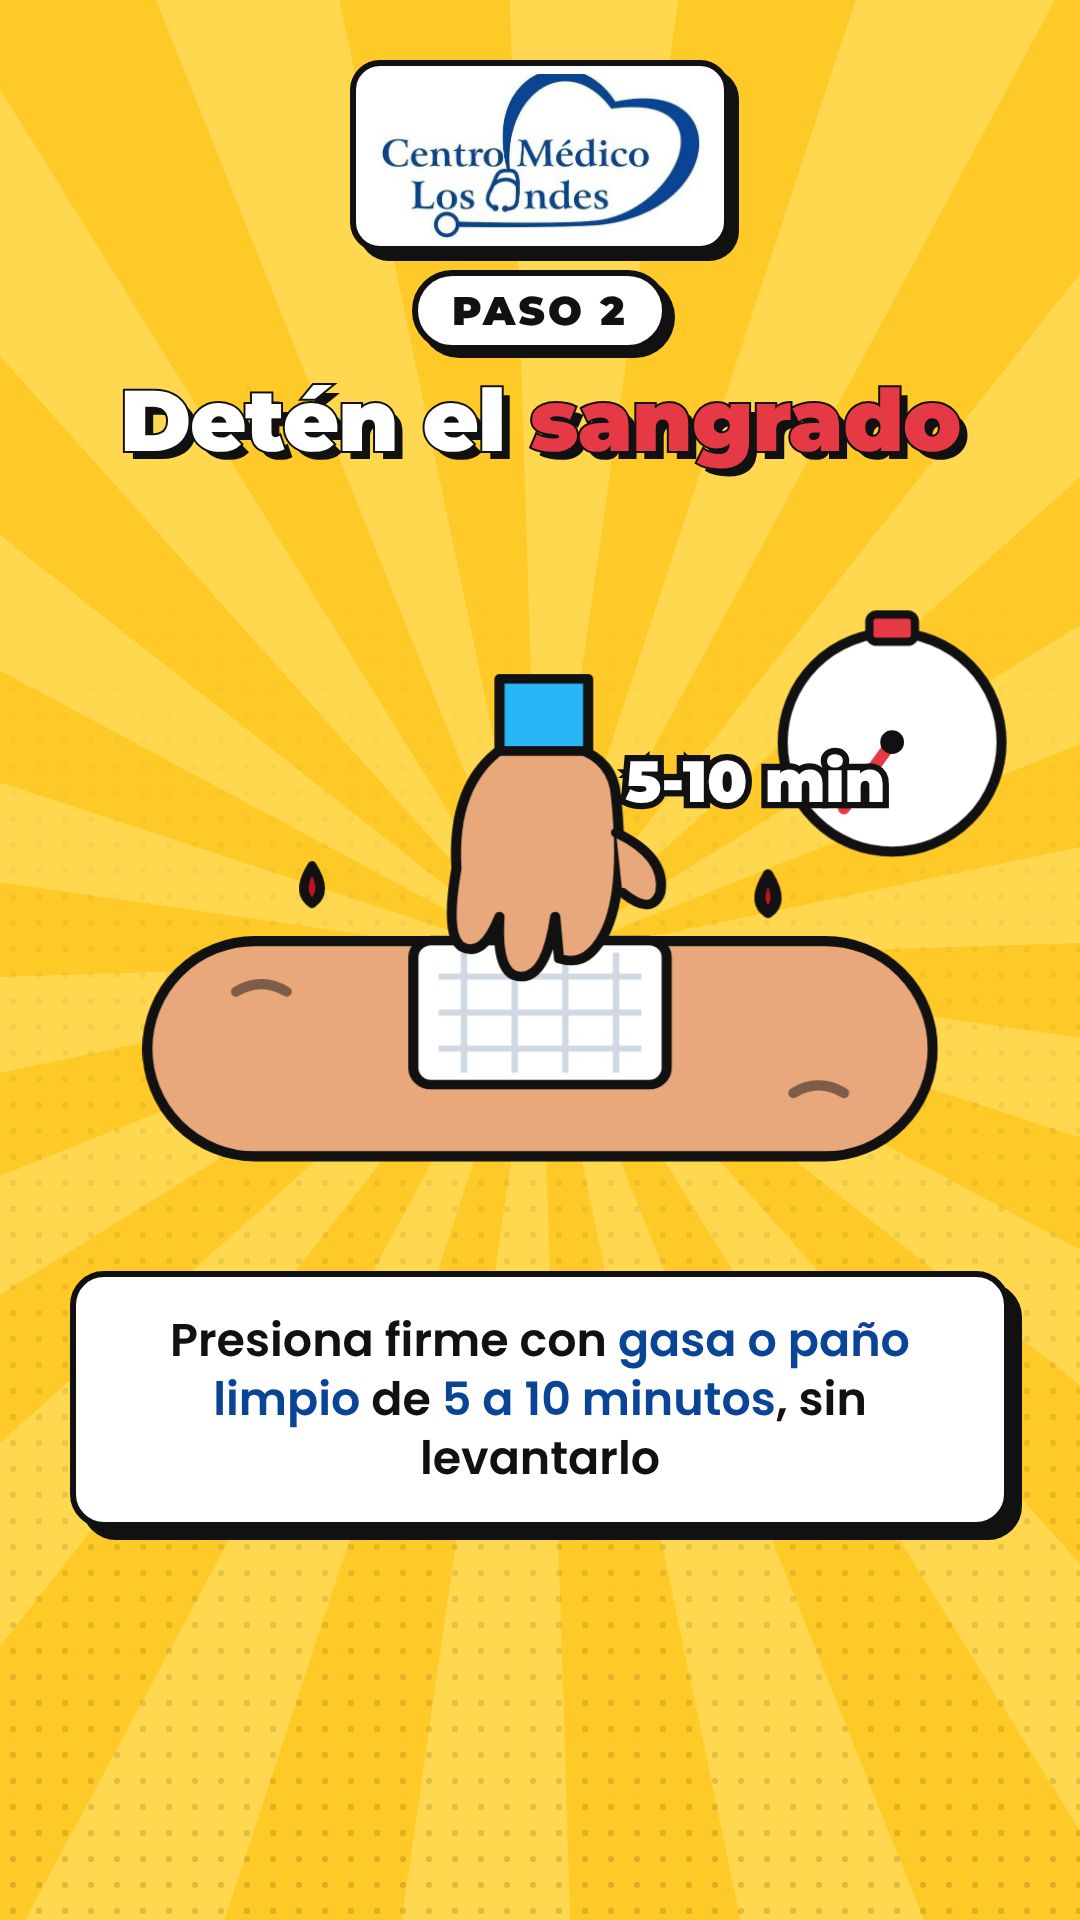 Centro Médico
Los Andes
PASO 2
Detén el sangrado
5-10 min
Presiona firme con gasa o paño
limpio de 5 a 10 minutos, sin
levantarlo